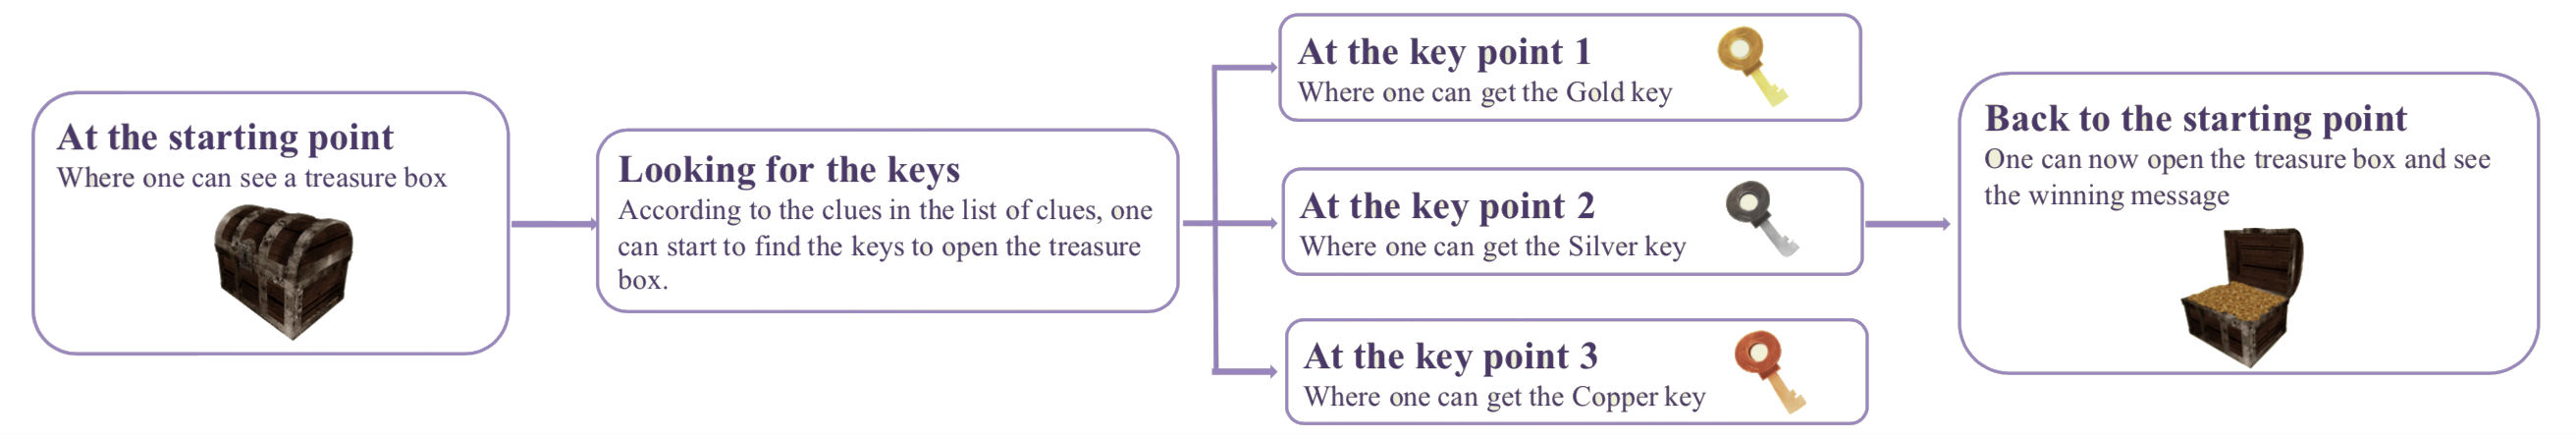 At the starting point
Where one can see a treasure box
Looking for the keys
According to the clues in the list of clues, one
can start to find the keys to open the treasure
box.
At the key point 1
Where one can get the Gold key
At the key point 2
Where one can get the Silver key
At the key point 3
Where one can get the Copper key
Back to the starting point
One can now open the treasure box and see
the winning message